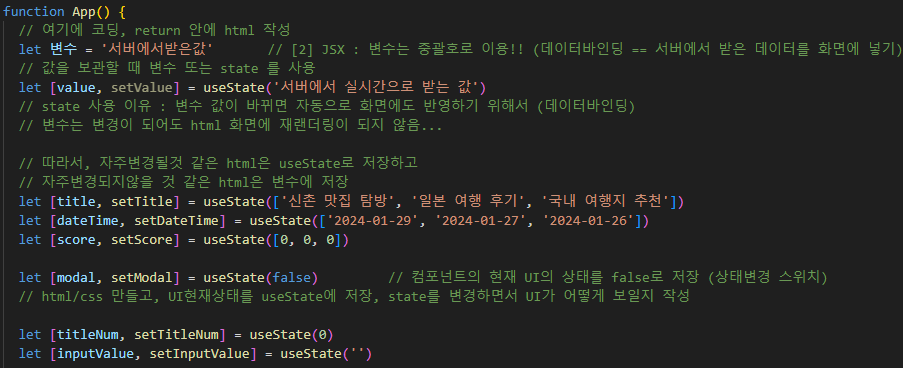 function App() {
// 여기에 코딩, return 안에 html 작성
let 변수 = '서버에서받은값' // [2] JSX : 변수는 중괄호로 이용!! (데이터바인딩 == 서버에서 받은 데이터를 화면에 넣기)
// 값을 보관할 때 변수 또는 state 를 사용
let [value, setValue] = useState('서버에서 실시간으로 받는 값')
// state 사용 이유 : 변수 값이 바뀌면 자동으로 화면에도 반영하기 위해서 (데이터바인딩)
// 변수는 변경이 되어도 html 화면에 재랜더링이 되지 않음...
// 따라서, 자주변경될것 같은 html은 useState로 저장하고
// 자주변경되지않을 것 같은 html은 변수에 저장
let [title, setTitle] = useState(['신촌 맛집 탐방', '일본 여행 후기', '국내 여행지 추천'])
let [dateTime, setDateTime] = useState(['2024-01-29', '2024-01-27', '2024-01-26'])
let [score, setScore] = useState([0, 0, 0])
let [modal, setModal] = useState(false) // 컴포넌트의 현재 UI의 상태를 false로 저장 (상태변경 스위치)
// html/css 만들고, UI현재상태를 useState에 저장, state를 변경하면서 UI가 어떻게 보일지 작성
let [titleNum, setTitleNum] = useState(0)
let [inputValue, setInputValue] = useState('')